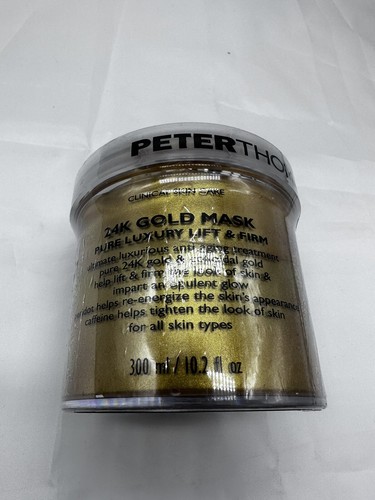 PETERTHO
CLINICAL SKIN CARE
24K GOLD MASK
PURE LUXURY LIFT & FIRM
ultimate, luxurious anti-aging treatment
pure 24K gold & colloidal gold
help lift & firm the look of skin &
impart an opulent glow
helps re-energize the skin's appearance
caffeine helps tighten the look of skin
for all skin types
300 ml / 10.2 fl oz